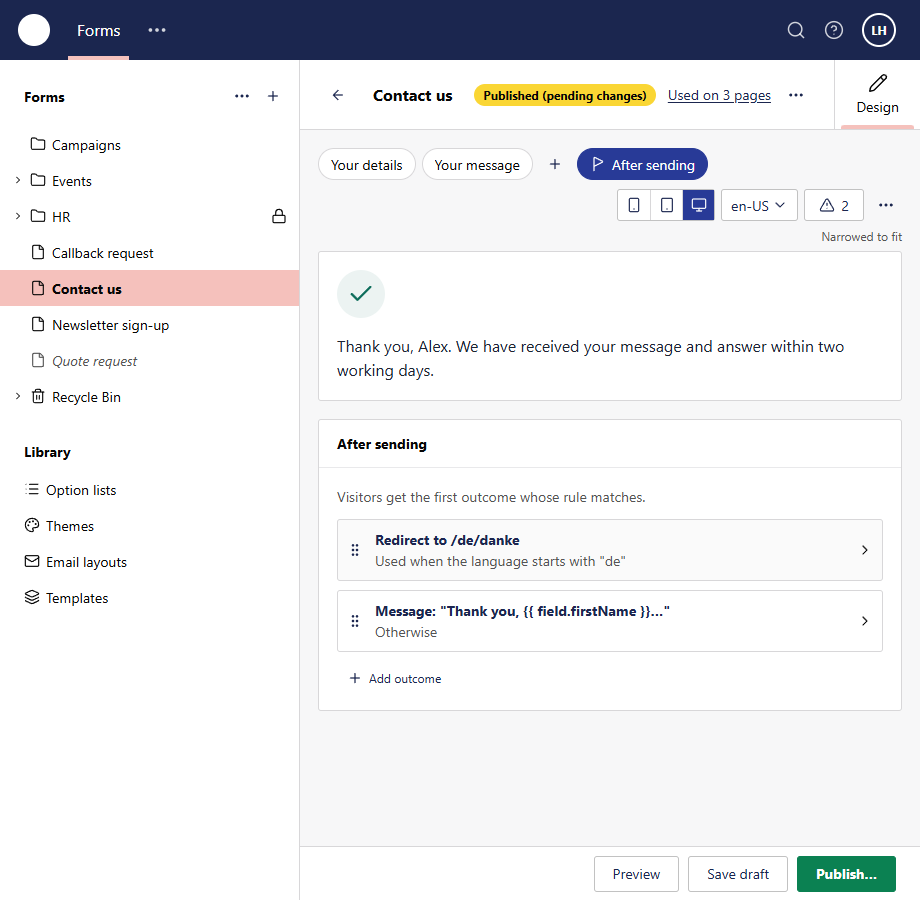 Forms
LH
Forms
Campaigns
Events
HR
Callback request
Contact us
Newsletter sign-up
Quote request
Recycle Bin
Library
Option lists
Themes
Email layouts
Templates
Contact us
Published (pending changes)
Used on 3 pages
Design
Your details
Your message
After sending
en-US
2
Narrowed to fit
Thank you, Alex. We have received your message and answer within two
working days.
After sending
Visitors get the first outcome whose rule matches.
Redirect to /de/danke
Used when the language starts with "de"
Message: "Thank you, {{ field.firstName }}..."
Otherwise
Add outcome
Preview
Save draft
Publish...